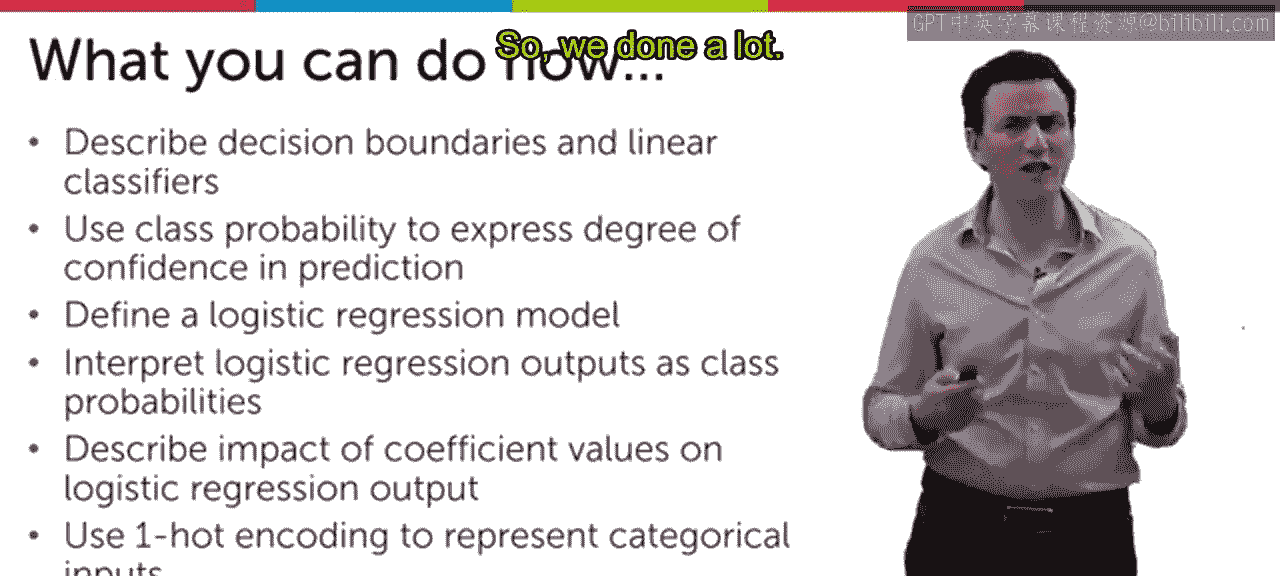 GPT中英字幕课程资源@bilibili.com
So, we done a lot.
What you can do now...
• Describe decision boundaries and linear
classifiers
• Use class probability to express degree of
confidence in prediction
• Define a logistic regression model
• Interpret logistic regression outputs as class
probabilities
• Describe impact of coefficient values on
logistic regression output
• Use 1-hot encoding to represent categorical
inputs